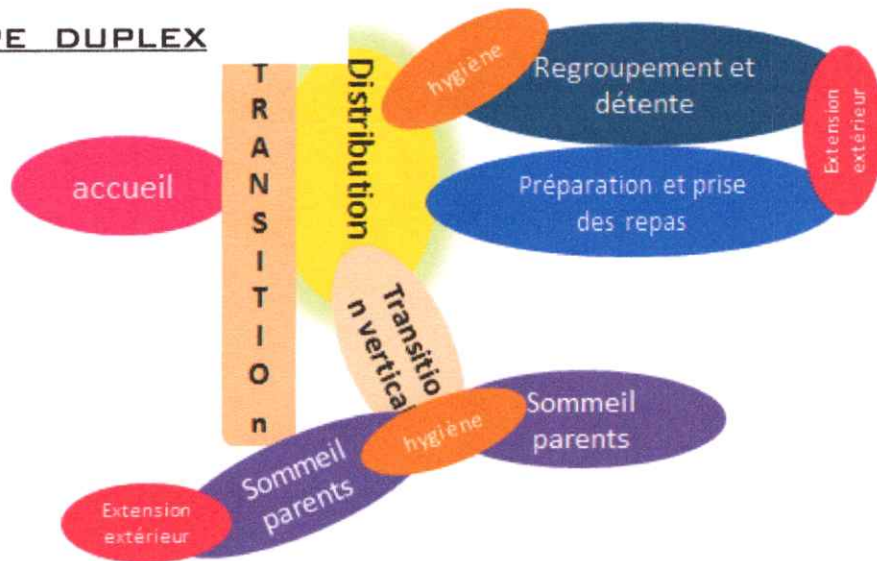 PE DUPLEX
TRANSITIOn
Distribution
hygiène
Regroupement et
détente
Extension
extérieur
accueil
Préparation et prise
des repas
Transitio
n vertical
hygiène
Sommeil
parents
Sommeil
parents
Extension
extérieur